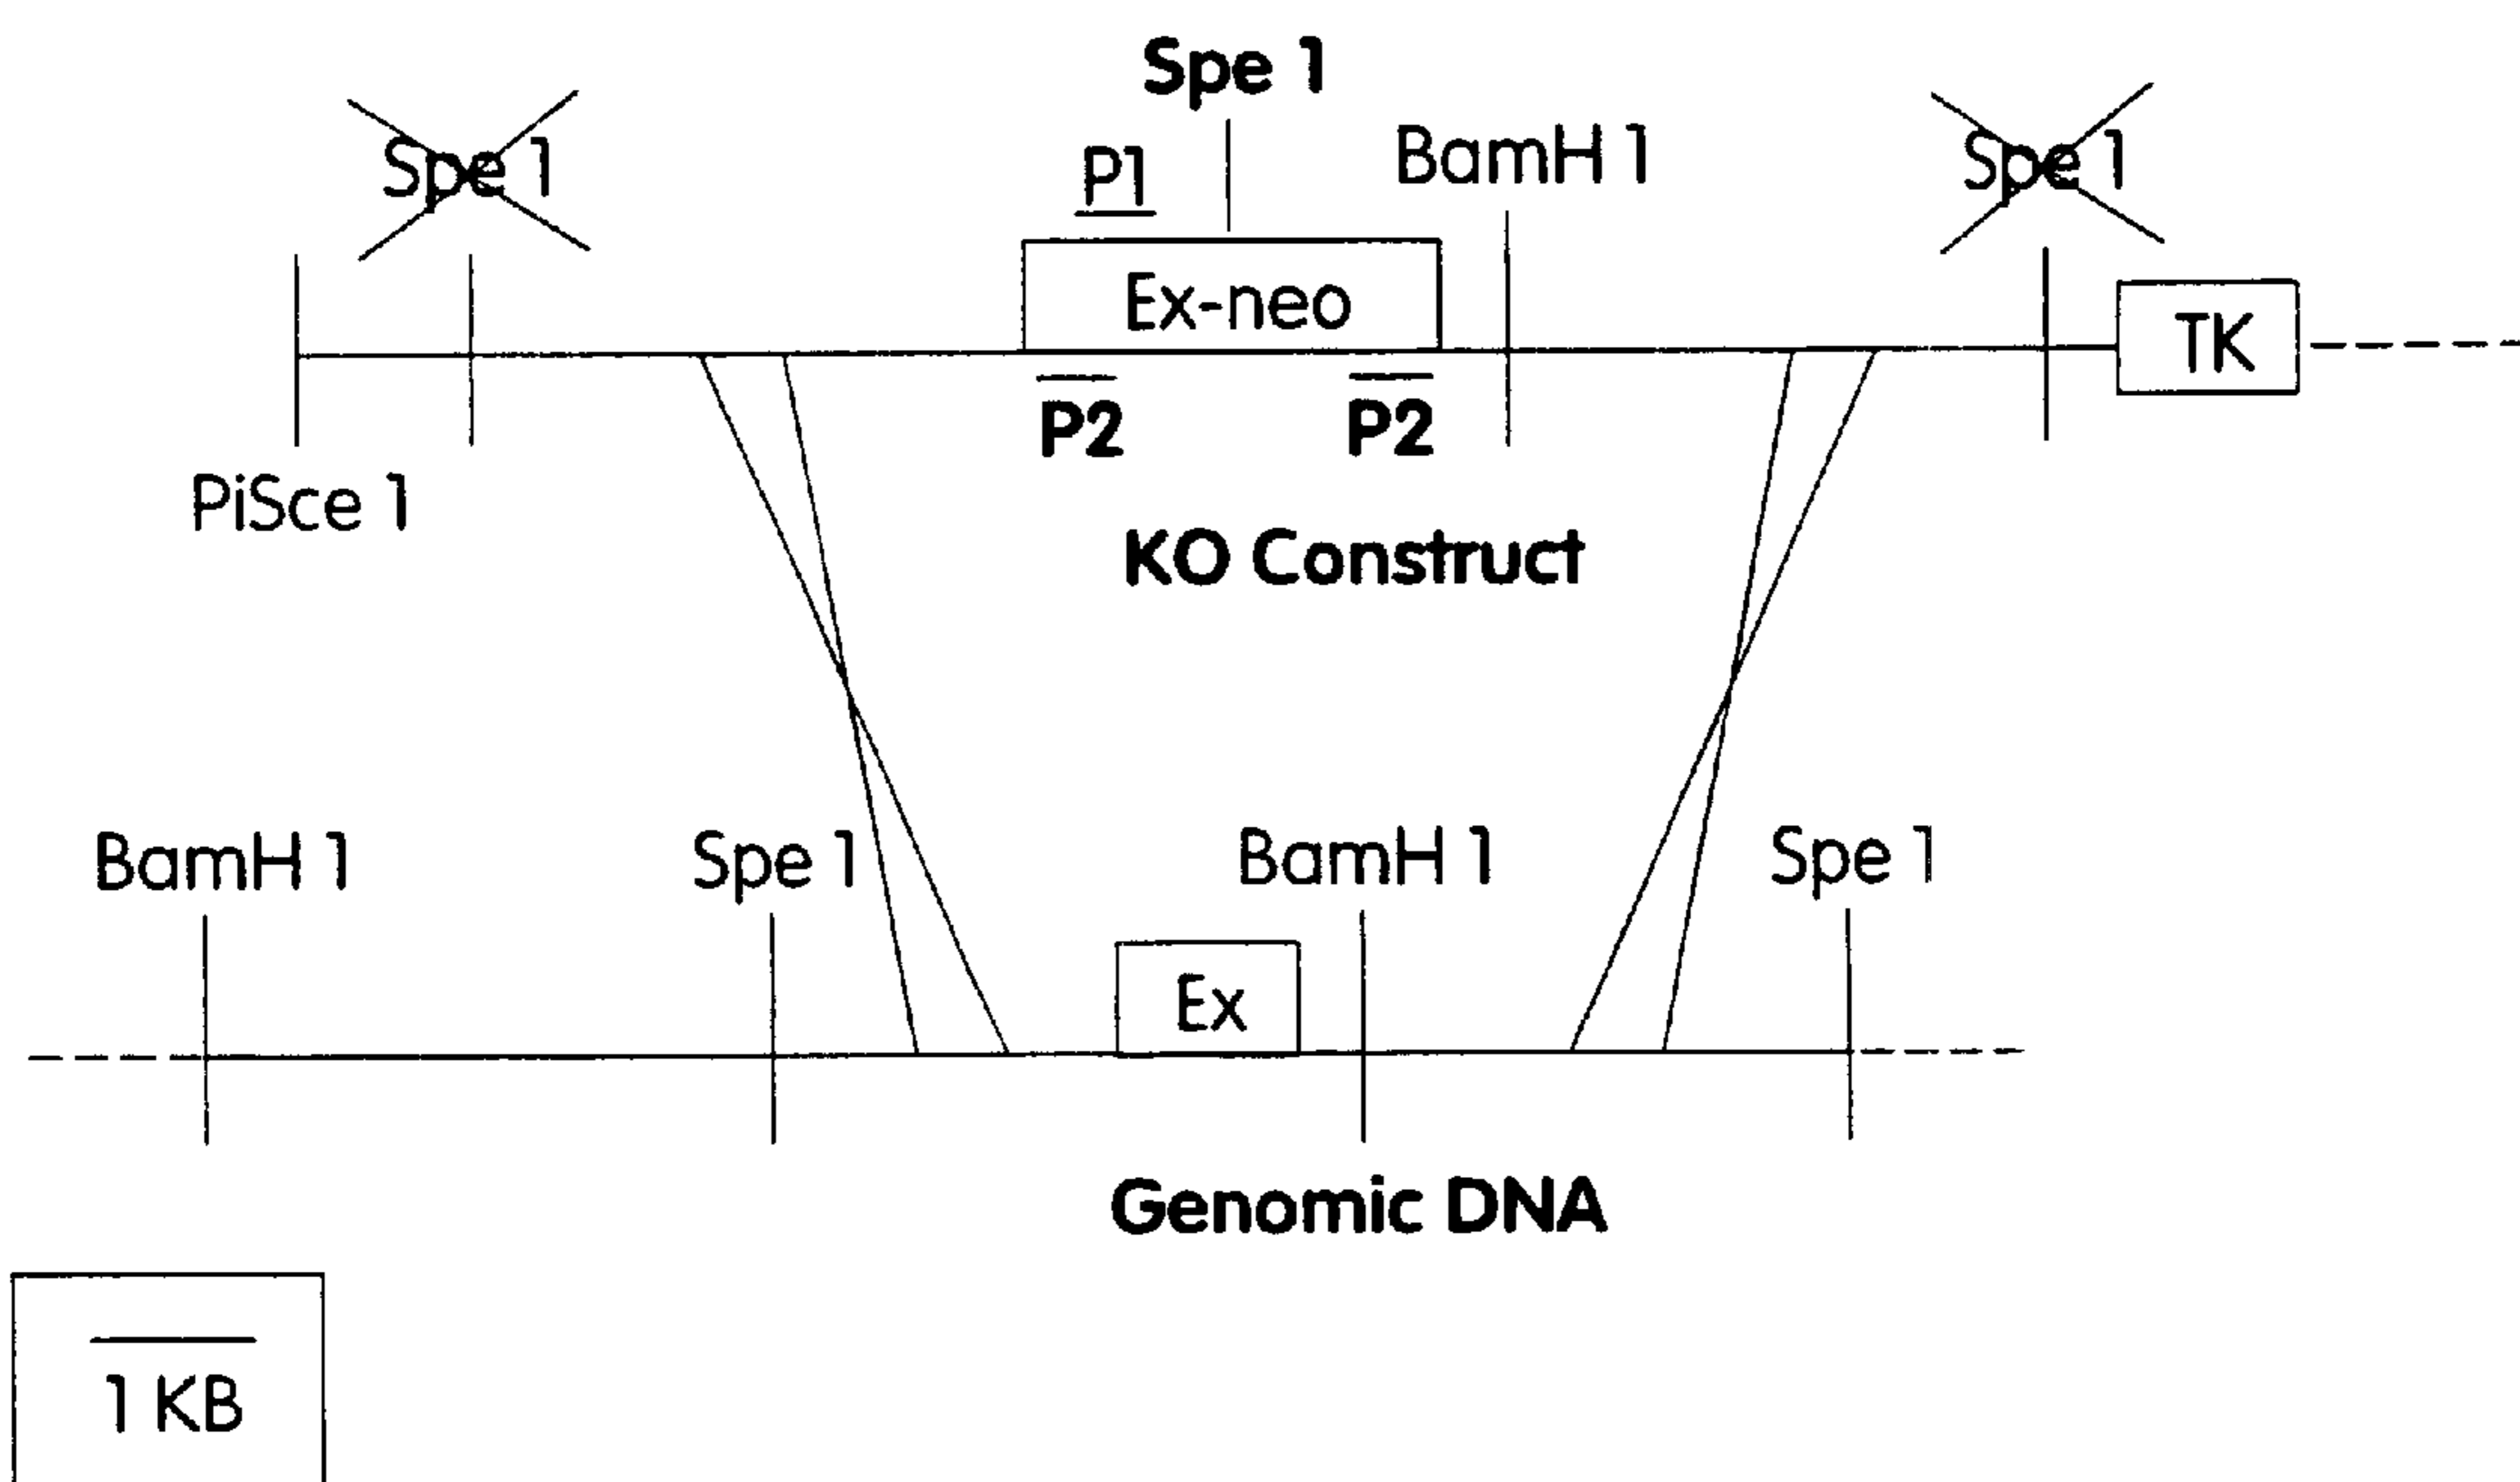 Spe 1
Spe 1
P1
BamH 1
Spe 1
Ex-neo
TK
P2
P2
PiSce 1
KO Construct
BamH 1
Spe 1
BamH 1
Spe 1
Ex
Genomic DNA
1 KB